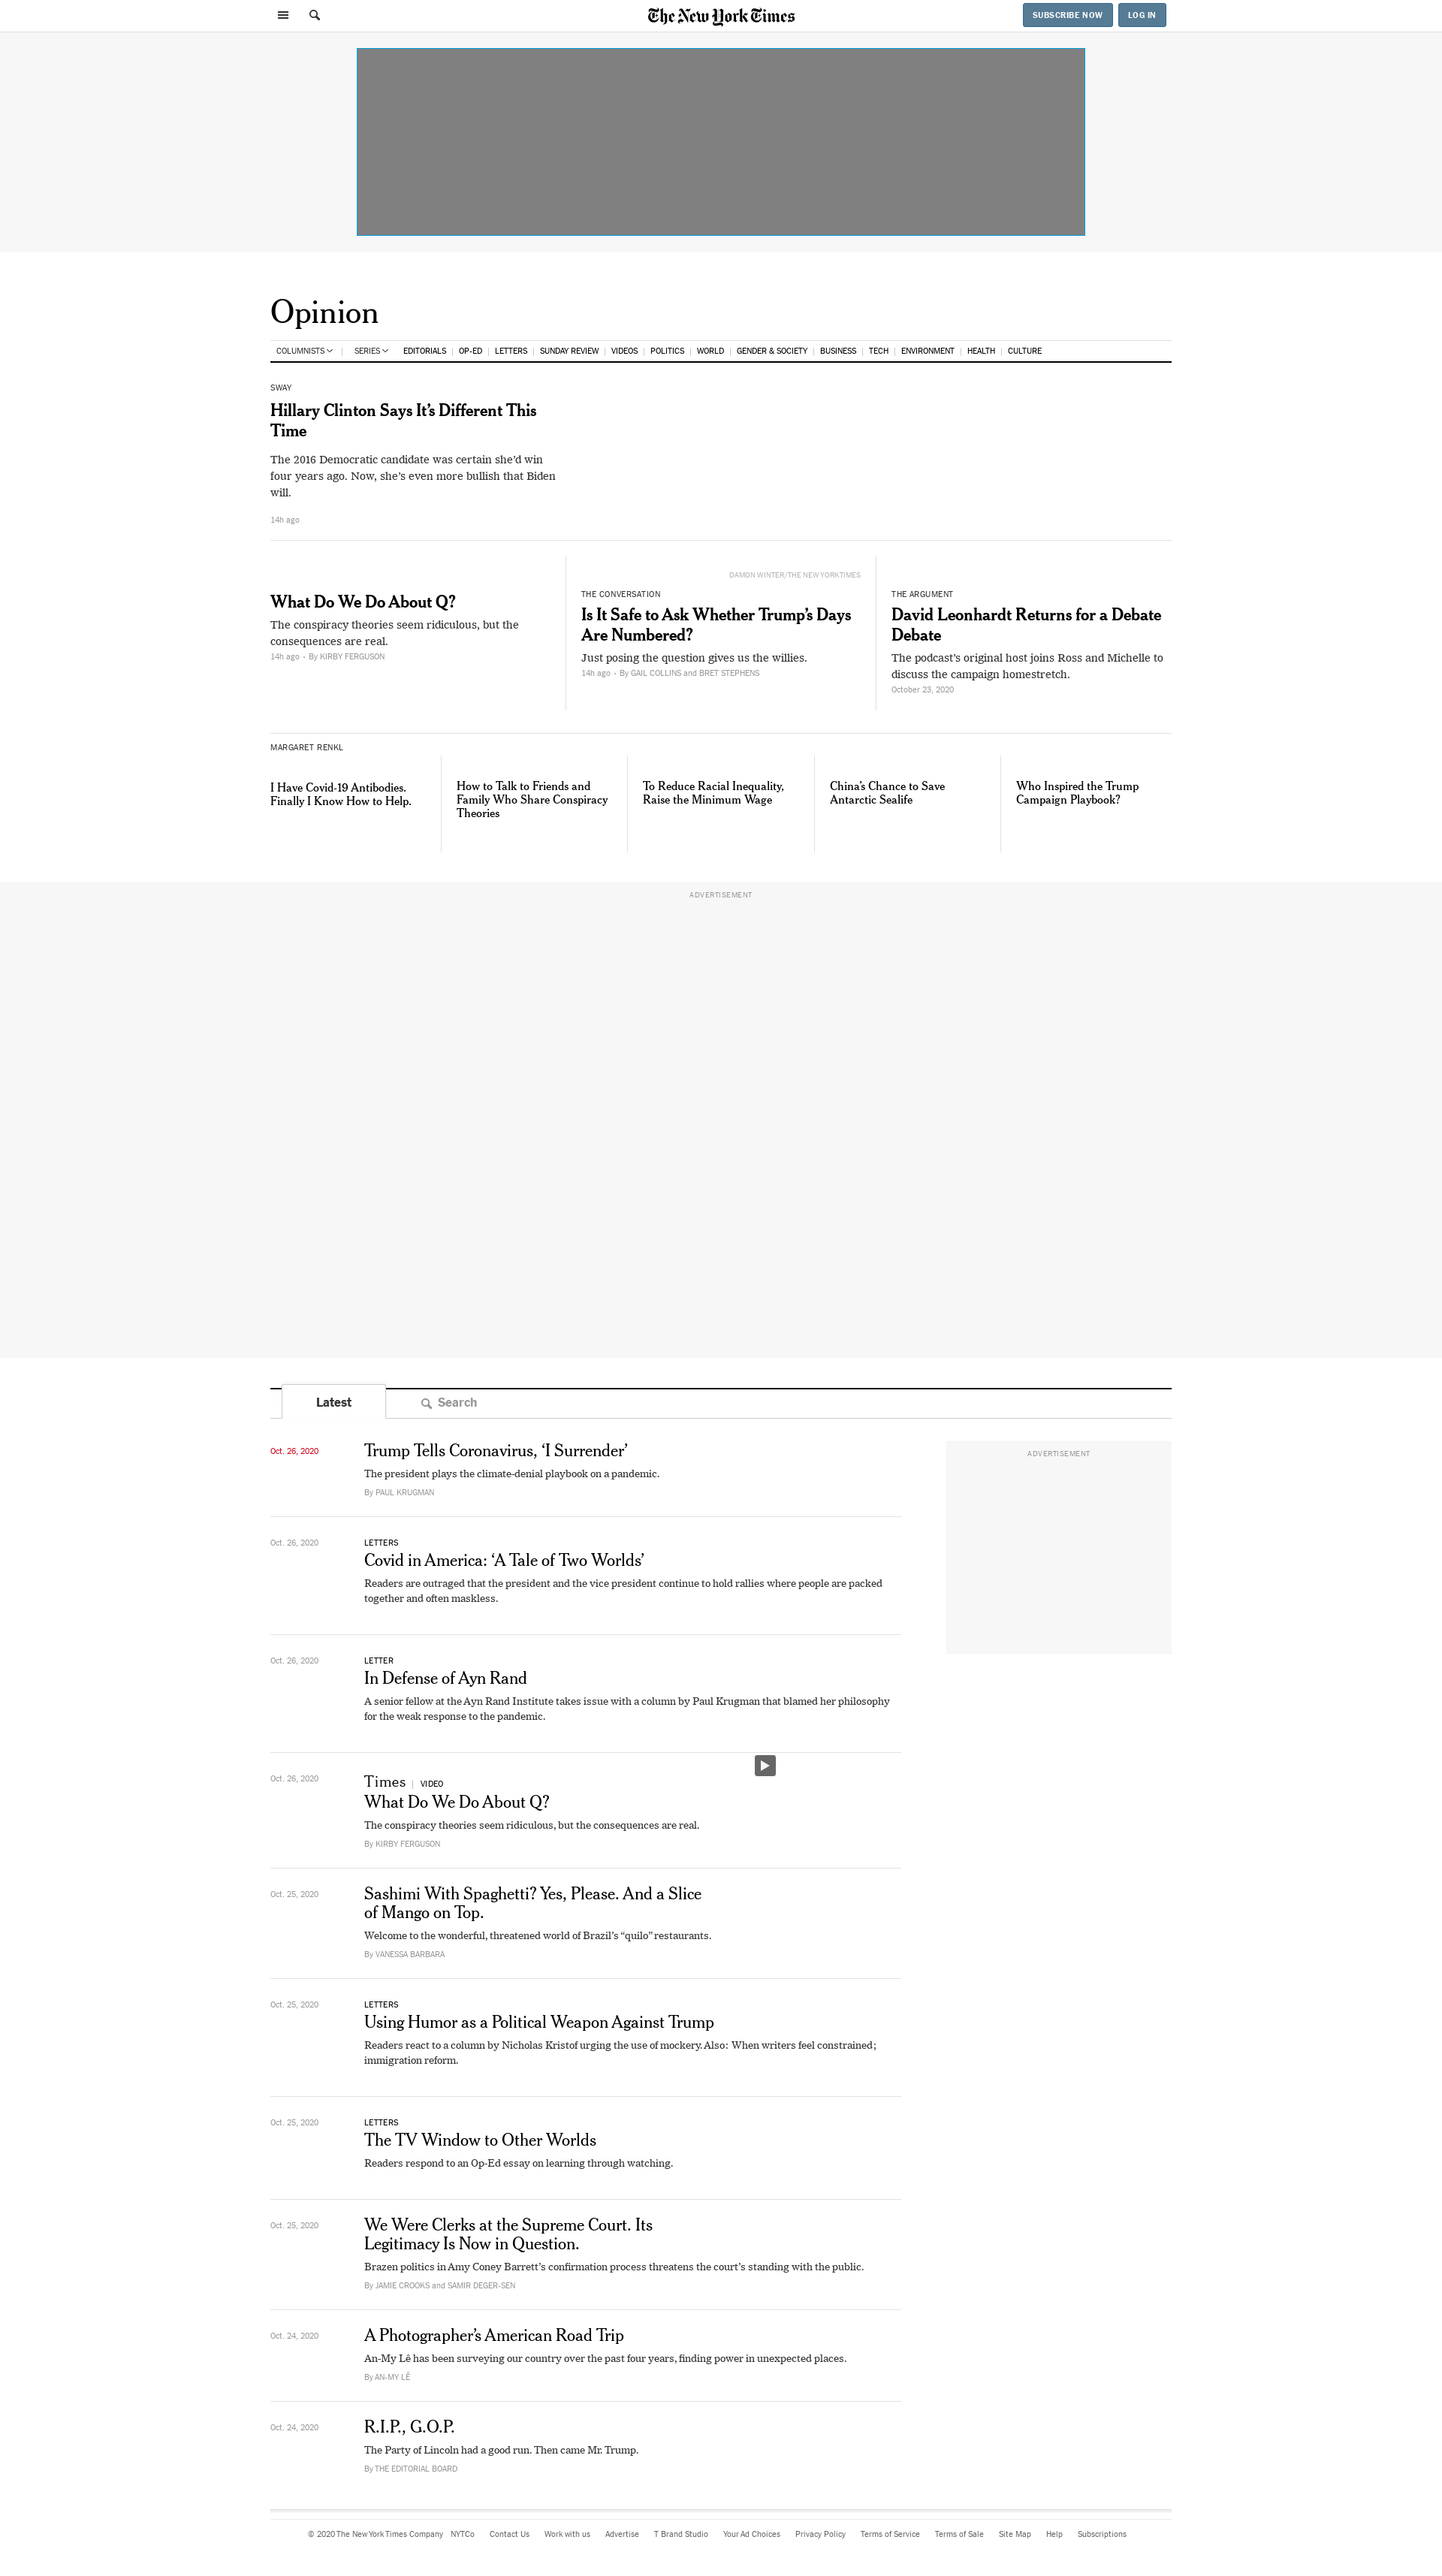 The New York Times
SUBSCRIBE NOW
LOG IN
Opinion
COLUMNISTS
SERIES
EDITORIALS
OP-ED
LETTERS
SUNDAY REVIEW
VIDEOS
POLITICS
WORLD
GENDER & SOCIETY
BUSINESS
TECH
ENVIRONMENT
HEALTH
CULTURE
SWAY
Hillary Clinton Says It’s Different This
Time
The 2016 Democratic candidate was certain she’d win
four years ago. Now, she’s even more bullish that Biden
will.
14h ago
What Do We Do About Q?
The conspiracy theories seem ridiculous, but the
consequences are real.
14h ago • By KIRBY FERGUSON
DAMON WINTER/THE NEW YORK TIMES
THE CONVERSATION
Is It Safe to Ask Whether Trump’s Days
Are Numbered?
Just posing the question gives us the willies.
14h ago • By GAIL COLLINS and BRET STEPHENS
THE ARGUMENT
David Leonhardt Returns for a Debate
Debate
The podcast’s original host joins Ross and Michelle to
discuss the campaign homestretch.
October 23, 2020
MARGARET RENKL
I Have Covid-19 Antibodies.
Finally I Know How to Help.
How to Talk to Friends and
Family Who Share Conspiracy
Theories
To Reduce Racial Inequality,
Raise the Minimum Wage
China’s Chance to Save
Antarctic Sealife
Who Inspired the Trump
Campaign Playbook?
ADVERTISEMENT
Latest
Search
ADVERTISEMENT
Oct. 26, 2020
Trump Tells Coronavirus, ‘I Surrender’
The president plays the climate-denial playbook on a pandemic.
By PAUL KRUGMAN
Oct. 26, 2020
LETTERS
Covid in America: ‘A Tale of Two Worlds’
Readers are outraged that the president and the vice president continue to hold rallies where people are packed
together and often maskless.
Oct. 26, 2020
LETTER
In Defense of Ayn Rand
A senior fellow at the Ayn Rand Institute takes issue with a column by Paul Krugman that blamed her philosophy
for the weak response to the pandemic.
Oct. 26, 2020
Times | VIDEO
What Do We Do About Q?
The conspiracy theories seem ridiculous, but the consequences are real.
By KIRBY FERGUSON
Oct. 25, 2020
Sashimi With Spaghetti? Yes, Please. And a Slice
of Mango on Top.
Welcome to the wonderful, threatened world of Brazil’s “quilo” restaurants.
By VANESSA BARBARA
Oct. 25, 2020
LETTERS
Using Humor as a Political Weapon Against Trump
Readers react to a column by Nicholas Kristof urging the use of mockery. Also: When writers feel constrained;
immigration reform.
Oct. 25, 2020
LETTERS
The TV Window to Other Worlds
Readers respond to an Op-Ed essay on learning through watching.
Oct. 25, 2020
We Were Clerks at the Supreme Court. Its
Legitimacy Is Now in Question.
Brazen politics in Amy Coney Barrett’s confirmation process threatens the court’s standing with the public.
By JAMIE CROOKS and SAMIR DEGER-SEN
Oct. 24, 2020
A Photographer’s American Road Trip
An-My Lê has been surveying our country over the past four years, finding power in unexpected places.
By AN-MY LÊ
Oct. 24, 2020
R.I.P., G.O.P.
The Party of Lincoln had a good run. Then came Mr. Trump.
By THE EDITORIAL BOARD
© 2020 The New York Times Company
NYTCo
Contact Us
Work with us
Advertise
T Brand Studio
Your Ad Choices
Privacy Policy
Terms of Service
Terms of Sale
Site Map
Help
Subscriptions